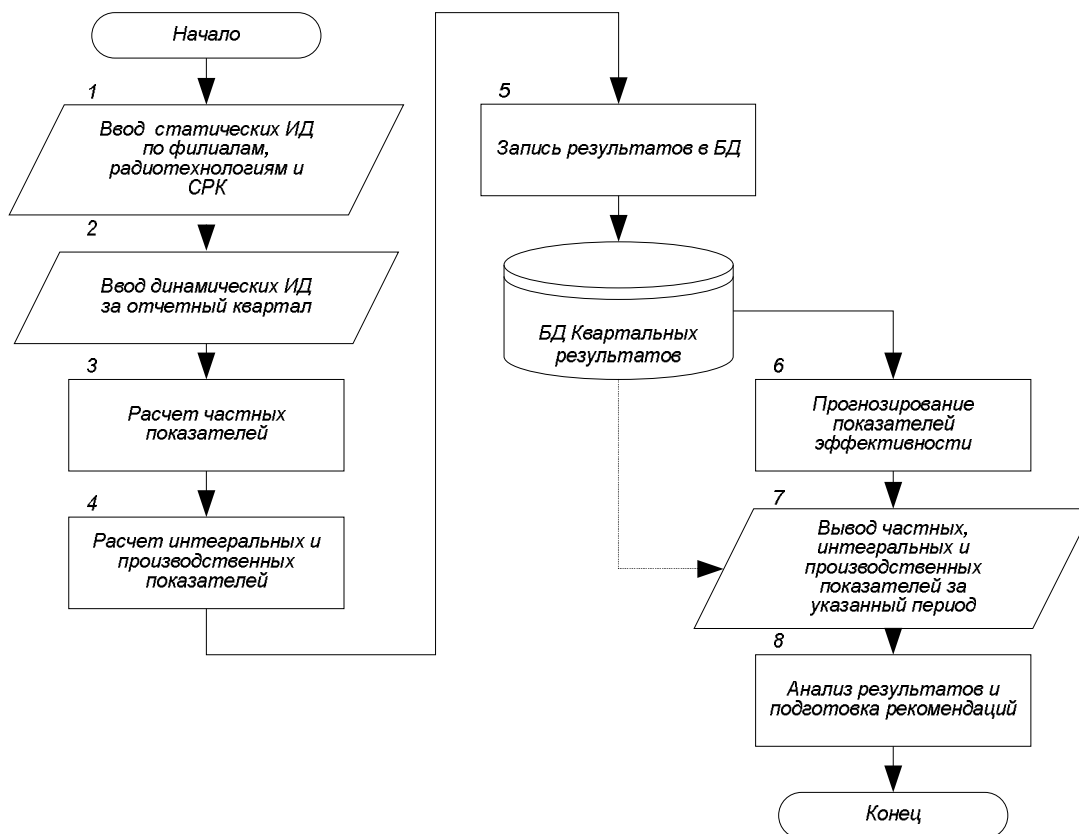 Начало
1
Ввод статических ИД
по филиалам,
радиотехнологиям и
СРК
2
Ввод динамических ИД
за отчетный квартал
3
Расчет частных
показателей
4
Расчет интегральных и
производственных
показателей
5
Запись результатов в БД
БД Квартальных
результатов
6
Прогнозирование
показателей
эффективности
7
Вывод частных,
интегральных и
производственных
показателей за
указанный период
8
Анализ результатов и
подготовка рекомендаций
Конец